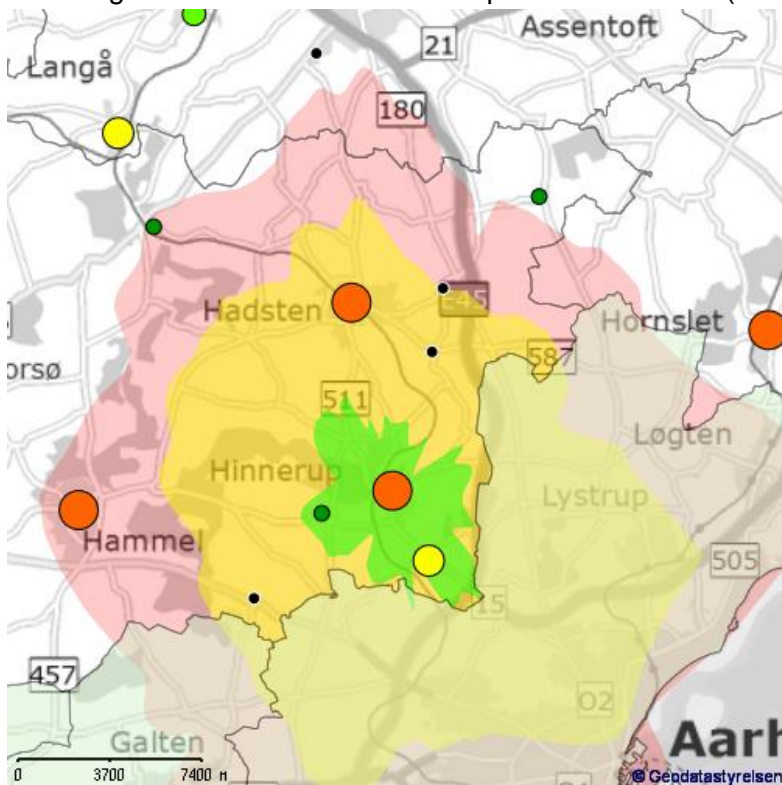 Assentoft
21
Langå
180
Hadsten
E45
Hornslet
587
511
Løgten
Hinnerup
Lystrup
Hammel
505
15
457
O2
Galten
Aarh
0 3700 7400 M
© Geodatastyrelsen